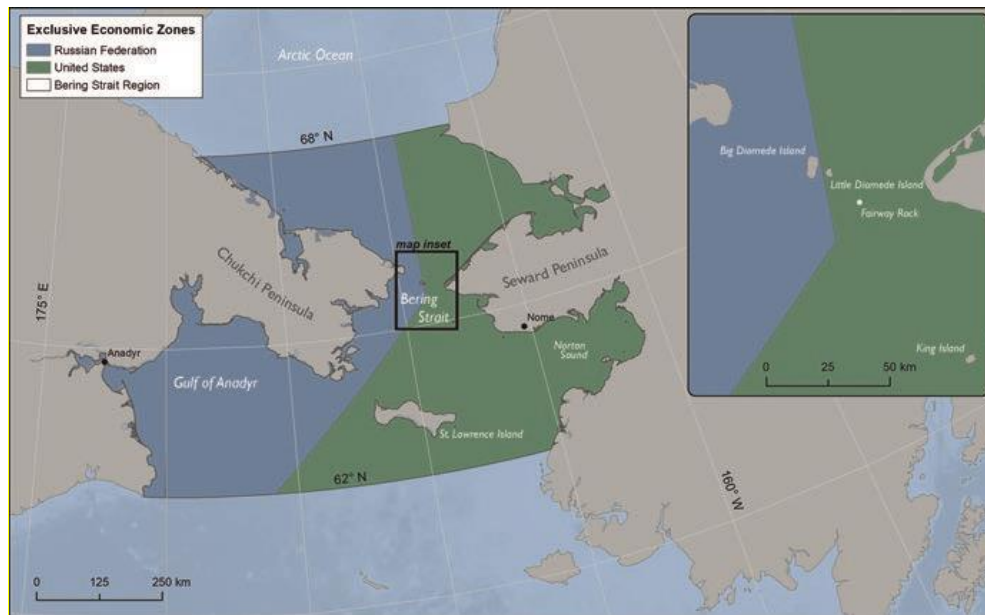 Exclusive Economic Zones
Russian Federation
United States
Bering Strait Region
Arctic Ocean
68° N
map inset
Chukchi Peninsula
Seward Peninsula
Bering
Strait
175° E
Nome
Anadyr
Norton
Sound
Gulf of Anadyr
St. Lawrence Island
62° N
160° W
0 125 250 km
Big Diomede Island
Little Diomede Island
Fairway Rock
King Island
0 25 50 km